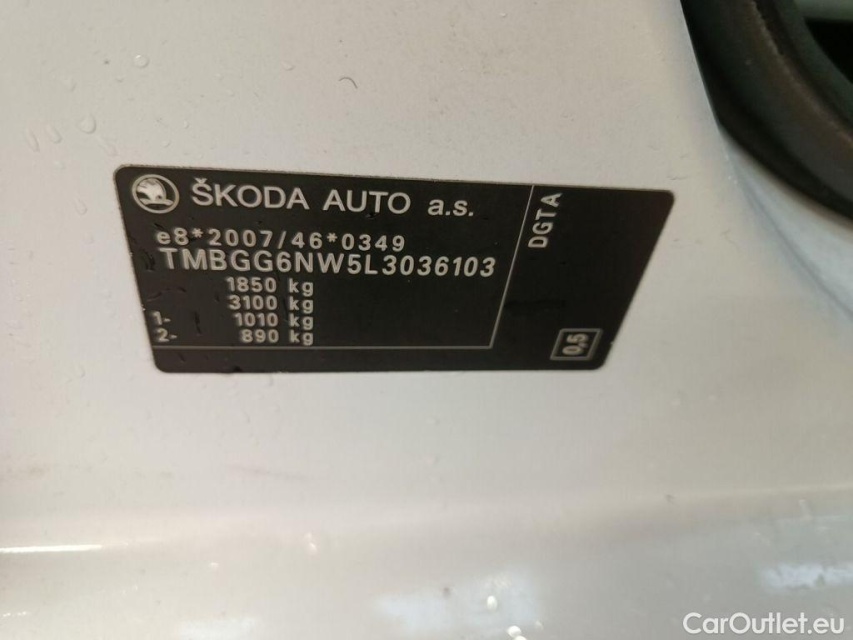 ŠKODA AUTO a.s.
e8*2007/46*0349
TMBGG6NW5L3036103
1850 kg
3100 kg
1- 1010 kg
2- 890 kg
DGTA
0,5
CarOutlet.eu